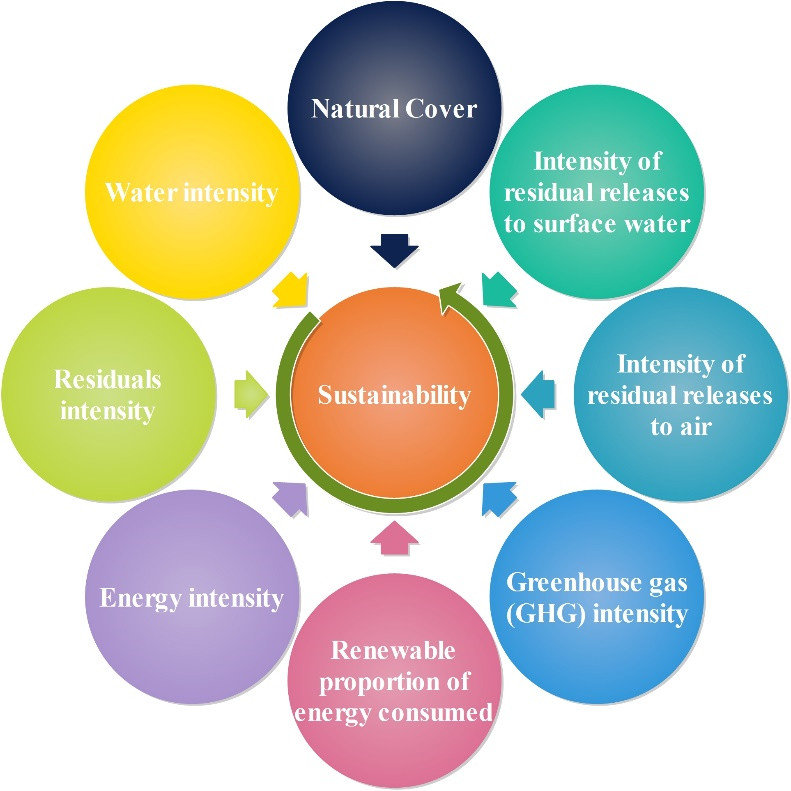 Natural Cover
Intensity of
residual releases
to surface water
Water intensity
Intensity of
residual releases
to air
Residuals
intensity
Sustainability
Greenhouse gas
(GHG) intensity
Energy intensity
Renewable
proportion of
energy consumed